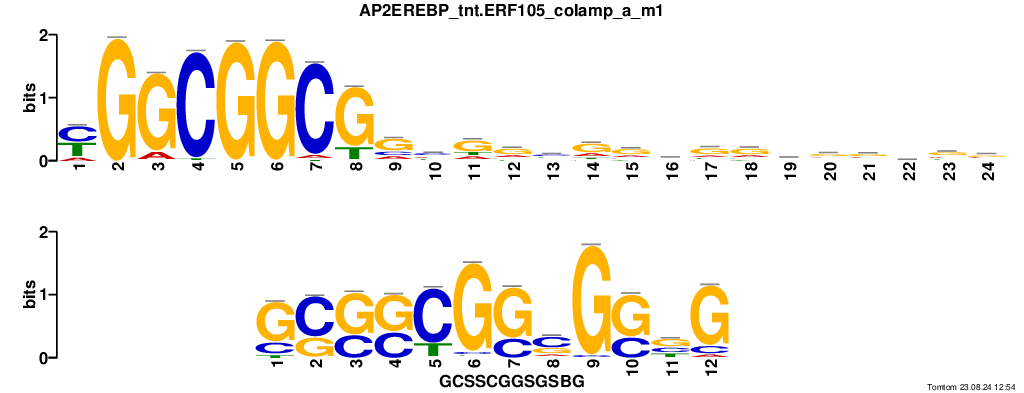 AP2EREBP_tnt.ERF105_colamp_a_m1
2
1
0
bits
1 2 3 4 5 6 7 8 9 10 11 12 13 14 15 16 17 18 19 20 21 22 23 24
2
1
0
bits
1 2 3 4 5 6 7 8 9 10 11 12
GCSSCGGSGSBG
Tomtom 23.08.24 12:54